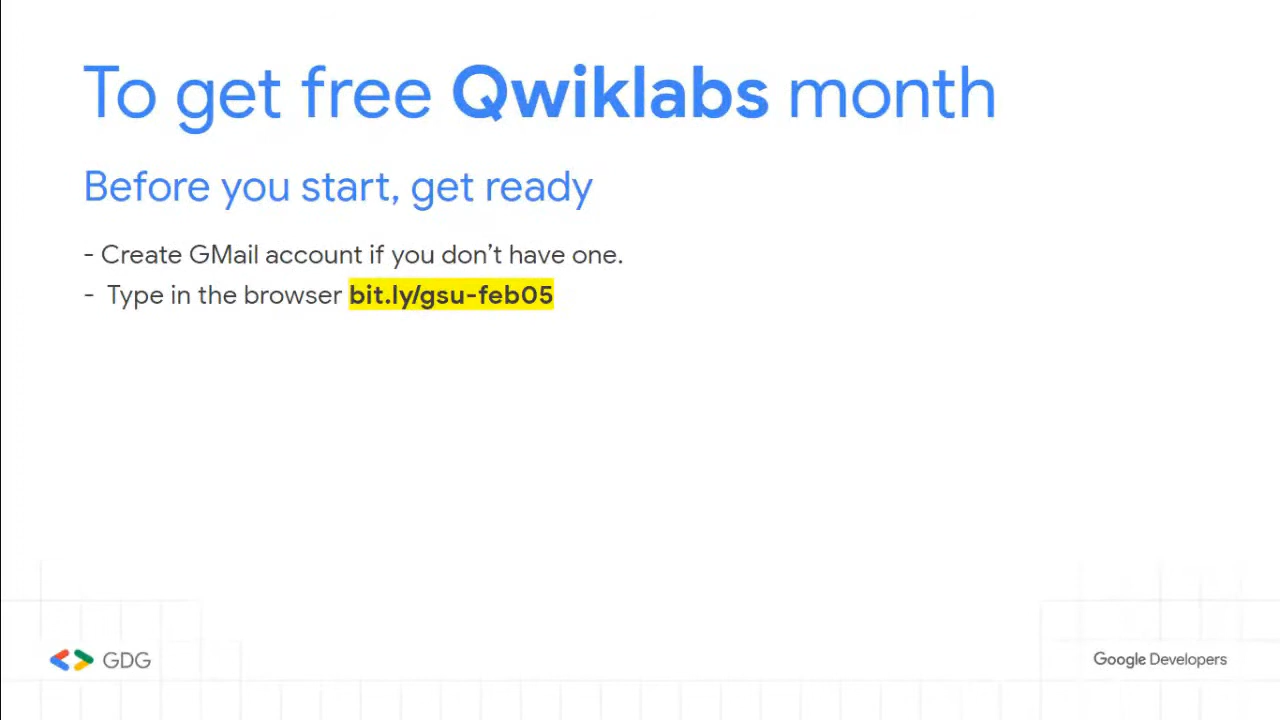 To get free Qwiklabs month
Before you start, get ready
- Create GMail account if you don’t have one.
- Type in the browser bit.ly/gsu-feb05
GDG
Google Developers